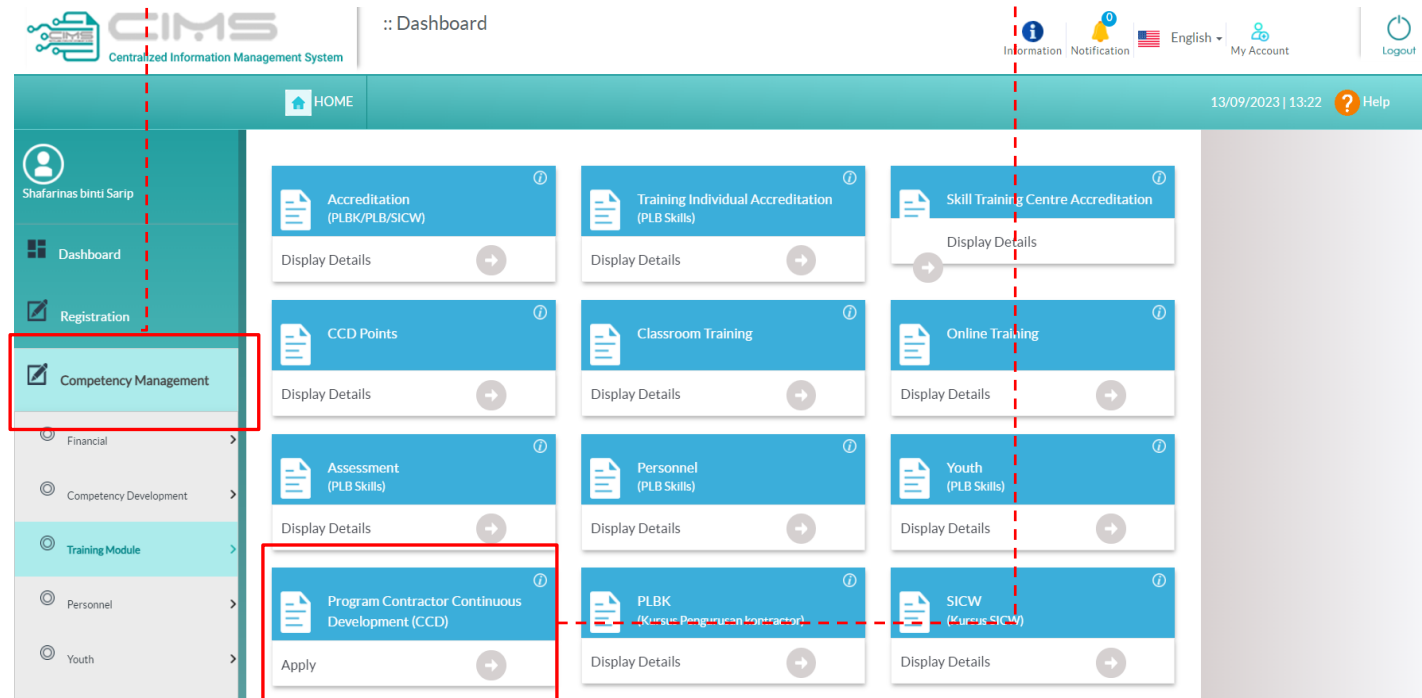 CIMS
CIMS
Centralized Information Management System
:: Dashboard
Information
0
Notification
English
My Account
Logout
HOME
13/09/2023 | 13:22
? Help
Shafarinas binti Sarip
Dashboard
Registration
Competency Management
Financial
Competency Development
Training Module
Personnel
Youth
Accreditation
(PLBK/PLB/SICW)
Display Details
Training Individual Accreditation
(PLB Skills)
Display Details
Skill Training Centre Accreditation
Display Details
CCD Points
Display Details
Classroom Training
Display Details
Online Training
Display Details
Assessment
(PLB Skills)
Display Details
Personnel
(PLB Skills)
Display Details
Youth
(PLB Skills)
Display Details
Program Contractor Continuous
Development (CCD)
Apply
PLBK
(Kursus Pengurusan kontractor)
Display Details
SICW
(Kursus SICW)
Display Details